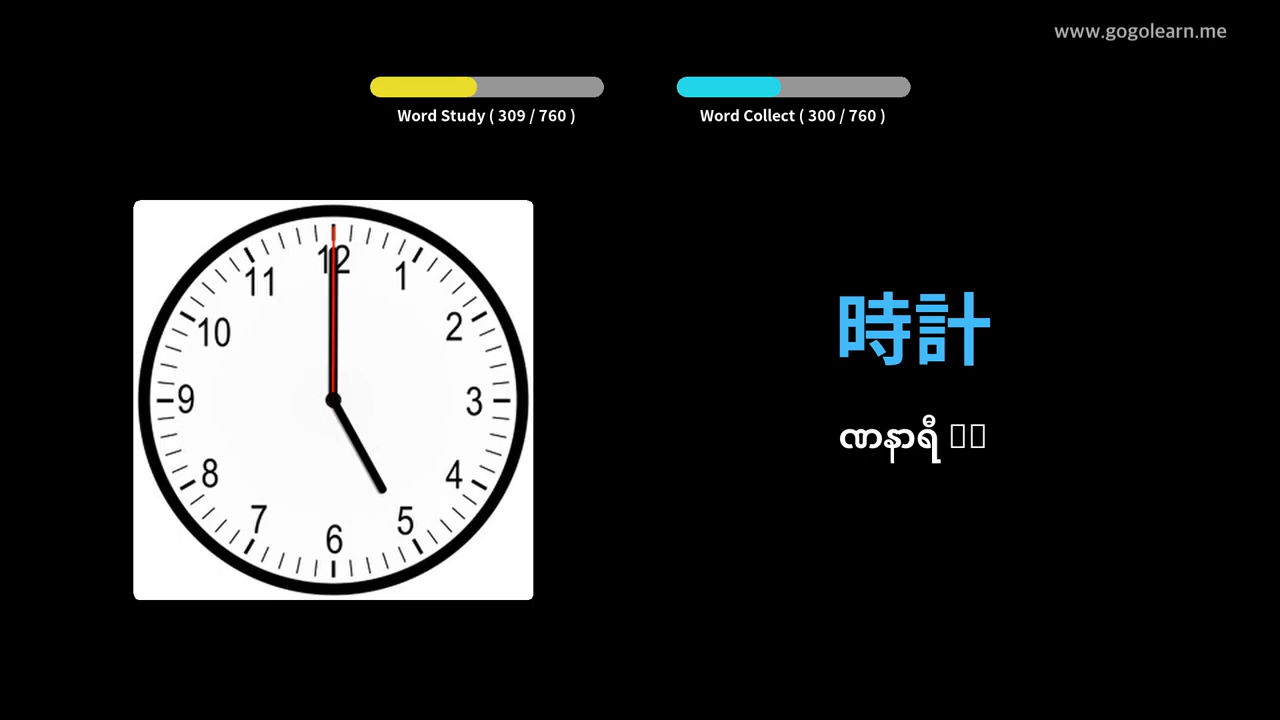 www.gogolearn.me
Word Study ( 309 / 760 )
Word Collect ( 300 / 760 )
12
1
2
3
4
5
6
7
8
9
10
11
時計
ဏနာရီ